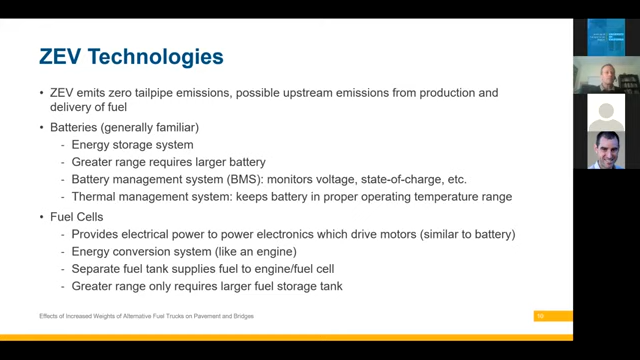 ZEV Technologies
• ZEV emits zero tailpipe emissions, possible upstream emissions from production and
delivery of fuel
• Batteries (generally familiar)
- Energy storage system
- Greater range requires larger battery
- Battery management system (BMS): monitors voltage, state-of-charge, etc.
- Thermal management system: keeps battery in proper operating temperature range
• Fuel Cells
- Provides electrical power to power electronics which drive motors (similar to battery)
- Energy conversion system (like an engine)
- Separate fuel tank supplies fuel to engine/fuel cell
- Greater range only requires larger fuel storage tank
Effects of Increased Weights of Alternative Fuel Trucks on Pavement and Bridges